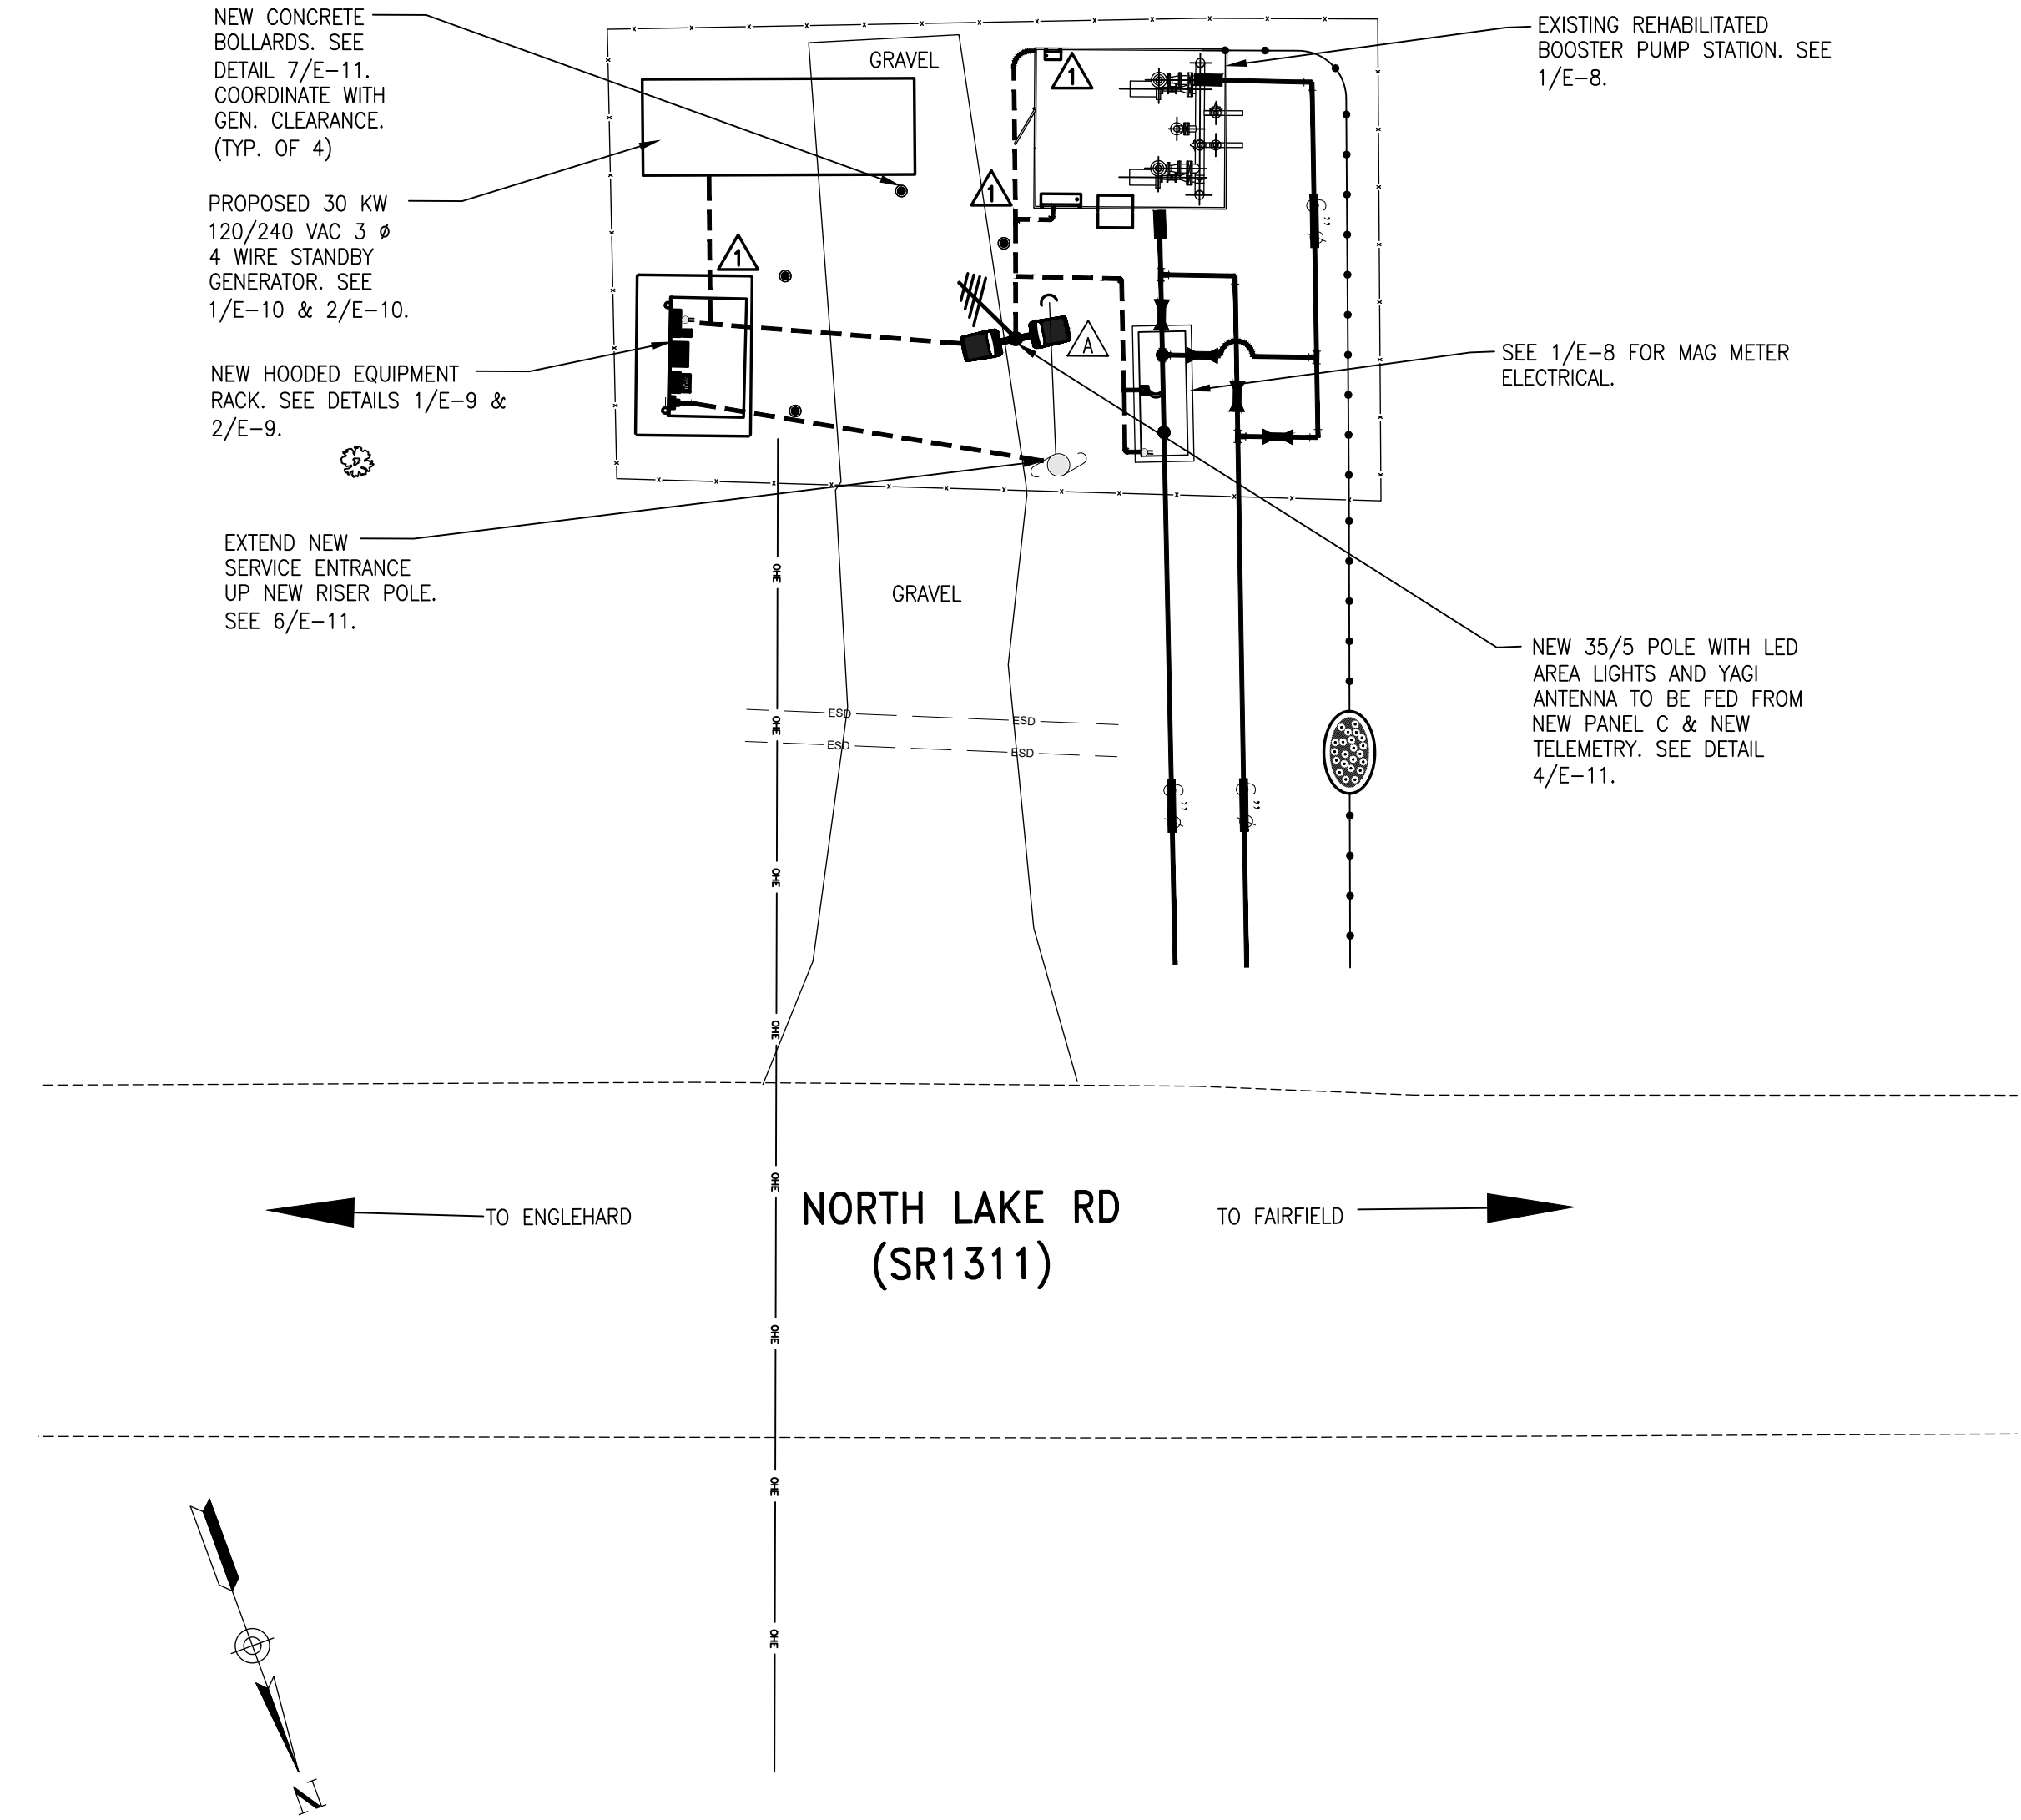 NEW CONCRETE
BOLLARDS. SEE
DETAIL 7/E-11.
COORDINATE WITH
GEN. CLEARANCE.
(TYP. OF 4)
PROPOSED 30 KW
120/240 VAC 3 ø
4 WIRE STANDBY
GENERATOR. SEE
1/E-10 & 2/E-10.
NEW HOODED EQUIPMENT
RACK. SEE DETAILS 1/E-9 &
2/E-9.
EXTEND NEW
SERVICE ENTRANCE
UP NEW RISER POLE.
SEE 6/E-11.
GRAVEL
1
1
1
A
EXISTING REHABILITATED
BOOSTER PUMP STATION. SEE
1/E-8.
SEE 1/E-8 FOR MAG METER
ELECTRICAL.
NEW 35/5 POLE WITH LED
AREA LIGHTS AND YAGI
ANTENNA TO BE FED FROM
NEW PANEL C & NEW
TELEMETRY. SEE DETAIL
4/E-11.
GRAVEL
ESD
ESD
ESD
ESD
OHE
OHE
OHE
OHE
OHE
OHE
OHE
OHE
TO ENGLEHARD
NORTH LAKE RD
(SR1311)
TO FAIRFIELD
N